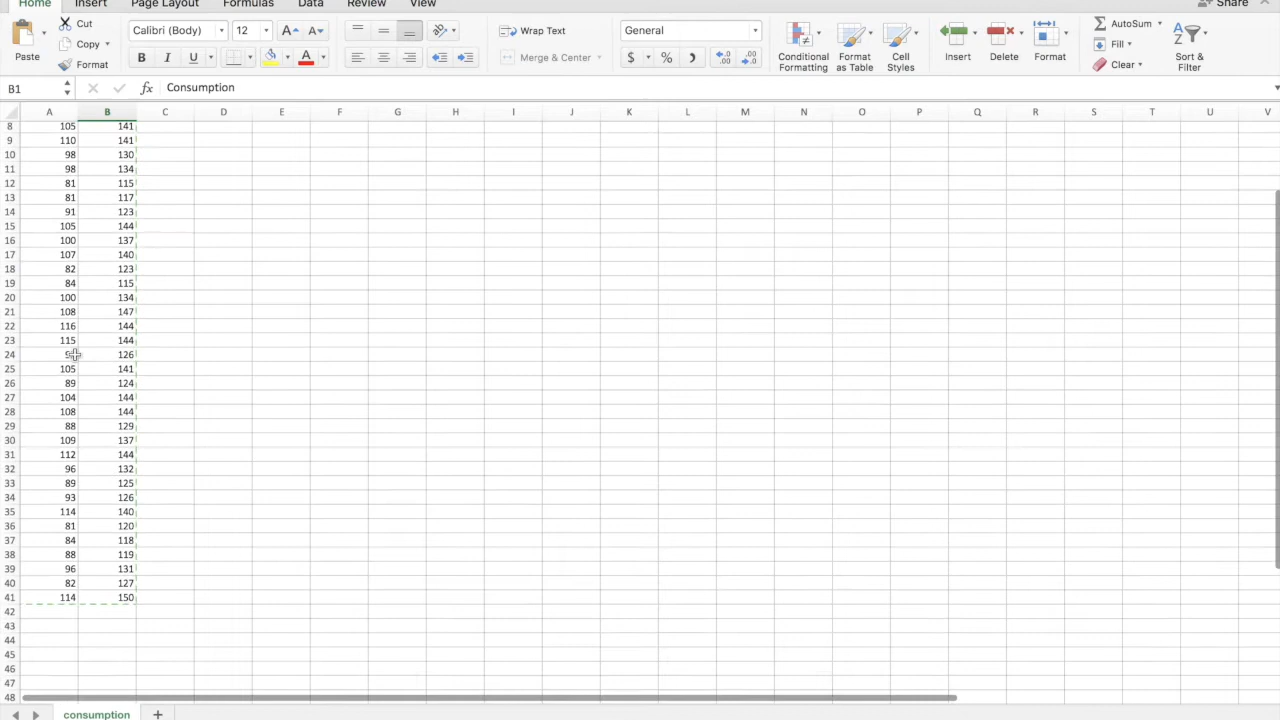 Home Insert Page Layout Formulas Data Review View Share
Cut Calibri (Body) 12 Wrap Text General AutoSum
Copy Fill
Paste Format Merge & Center $ % Conditional Formatting Format as Table Cell Styles Insert Delete Format Clear Sort & Filter
B1 fx Consumption
A B C D E F G H I J K L M N O P Q R S T U V
8 105 141
9 110 141
10 98 130
11 98 134
12 81 115
13 81 117
14 91 123
15 105 144
16 100 137
17 107 140
18 82 123
19 84 115
20 100 134
21 108 147
22 116 144
23 115 144
24 126
25 105 141
26 89 124
27 104 144
28 108 144
29 88 129
30 109 137
31 112 144
32 96 132
33 89 125
34 93 126
35 114 140
36 81 120
37 84 118
38 88 119
39 96 131
40 82 127
41 114 150
42
43
44
45
46
47
48
consumption +